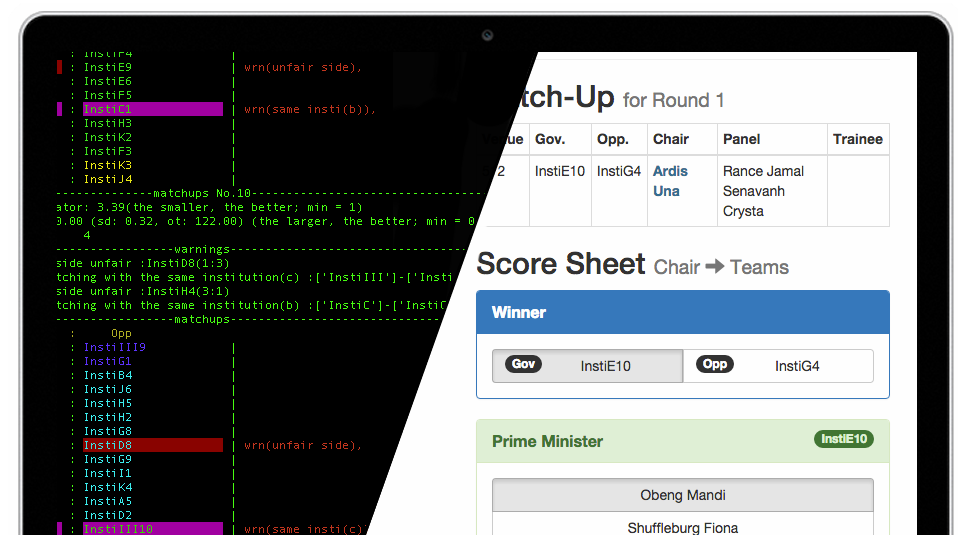 : InstiF4
: InstiE9 | wrn(unfair side),
: InstiE6 |
: InstiF5 |
: InstiC1 | wrn(same insti(b)),
: InstiH3 |
: InstiK2 |
: InstiF3 |
: InstiK3 |
: InstiJ4 |
---------------matchups No.10---------------
ator: 3.39(the smaller, the better; min = 1)
0.00 (sd: 0.32, ot: 122.00) (the larger, the better; min = 0
4
---------------warnings---------------
side unfair :InstiD8(1:3)
tching with the same institution(c) :['InstiIII']-['Insti
side unfair :InstiH4(3:1)
tching with the same institution(b) :['InstiC']-['InstiC
---------------matchups---------------
: Opp
: InstiIII9 |
: InstiG1 |
: InstiB4 |
: InstiJ6 |
: InstiH5 |
: InstiH2 |
: InstiG8 |
: InstiD8 | wrn(unfair side),
: InstiG9 |
: InstiI1 |
: InstiK4 |
: InstiA5 |
: InstiD2 |
: InstiIII10 | wrn(same insti(c)
tch-Up for Round 1
ue Gov. Opp. Chair Panel Trainee
2 InstiE10 InstiG4 Ardis Rance Jamal
Una Senavanh
Crysta
Score Sheet Chair ➔ Teams
Winner
Gov InstiE10 Opp InstiG4
Prime Minister InstiE10
Obeng Mandi
Shuffleburg Fiona